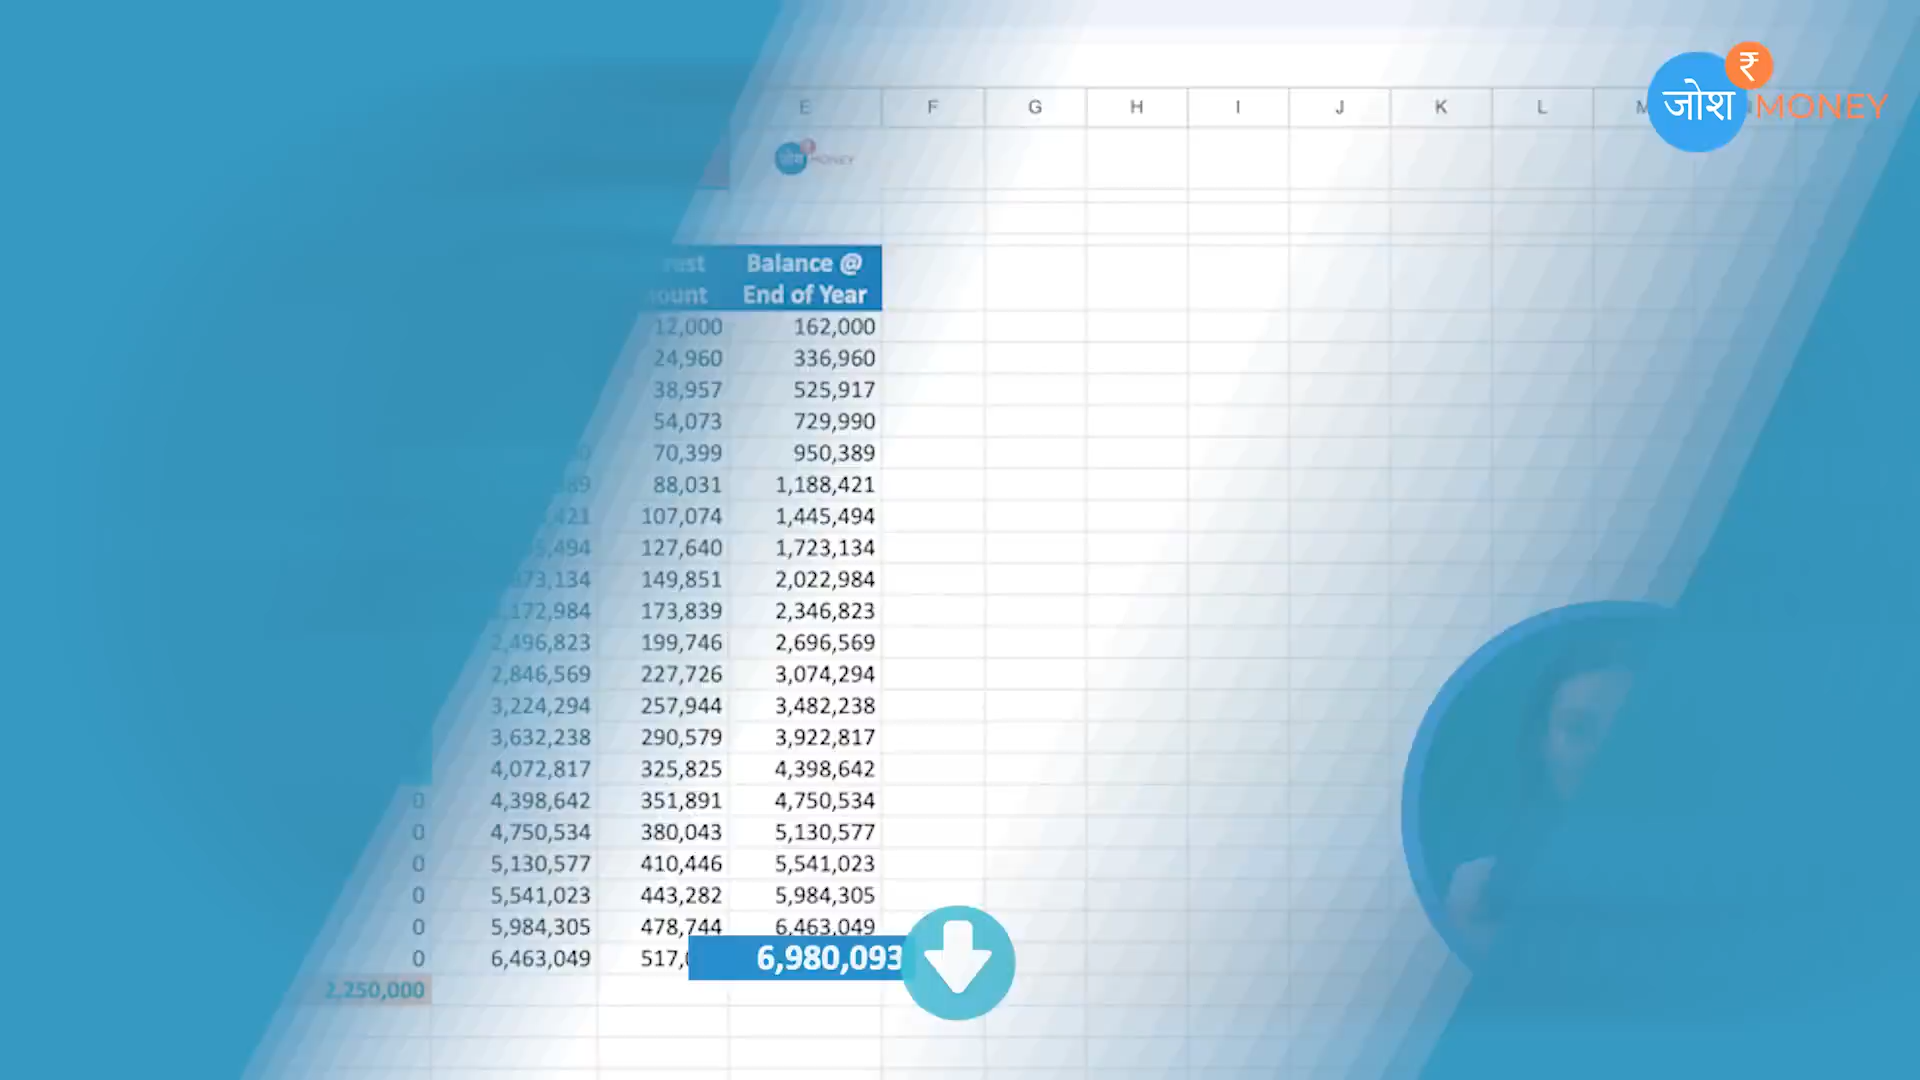 ₹
जोश MONEY
E F G H I J K L M
जोश MONEY
Balance @
End of Year
12,000 162,000
24,960 336,960
38,957 525,917
54,073 729,990
70,399 950,389
88,031 1,188,421
107,074 1,445,494
127,640 1,723,134
149,851 2,022,984
173,839 2,346,823
2,496,823 199,746 2,696,569
2,846,569 227,726 3,074,294
3,224,294 257,944 3,482,238
3,632,238 290,579 3,922,817
4,072,817 325,825 4,398,642
0 4,398,642 351,891 4,750,534
0 4,750,534 380,043 5,130,577
0 5,130,577 410,446 5,541,023
0 5,541,023 443,282 5,984,305
0 5,984,305 478,744 6,463,049
0 6,463,049 6,980,093
2,250,000